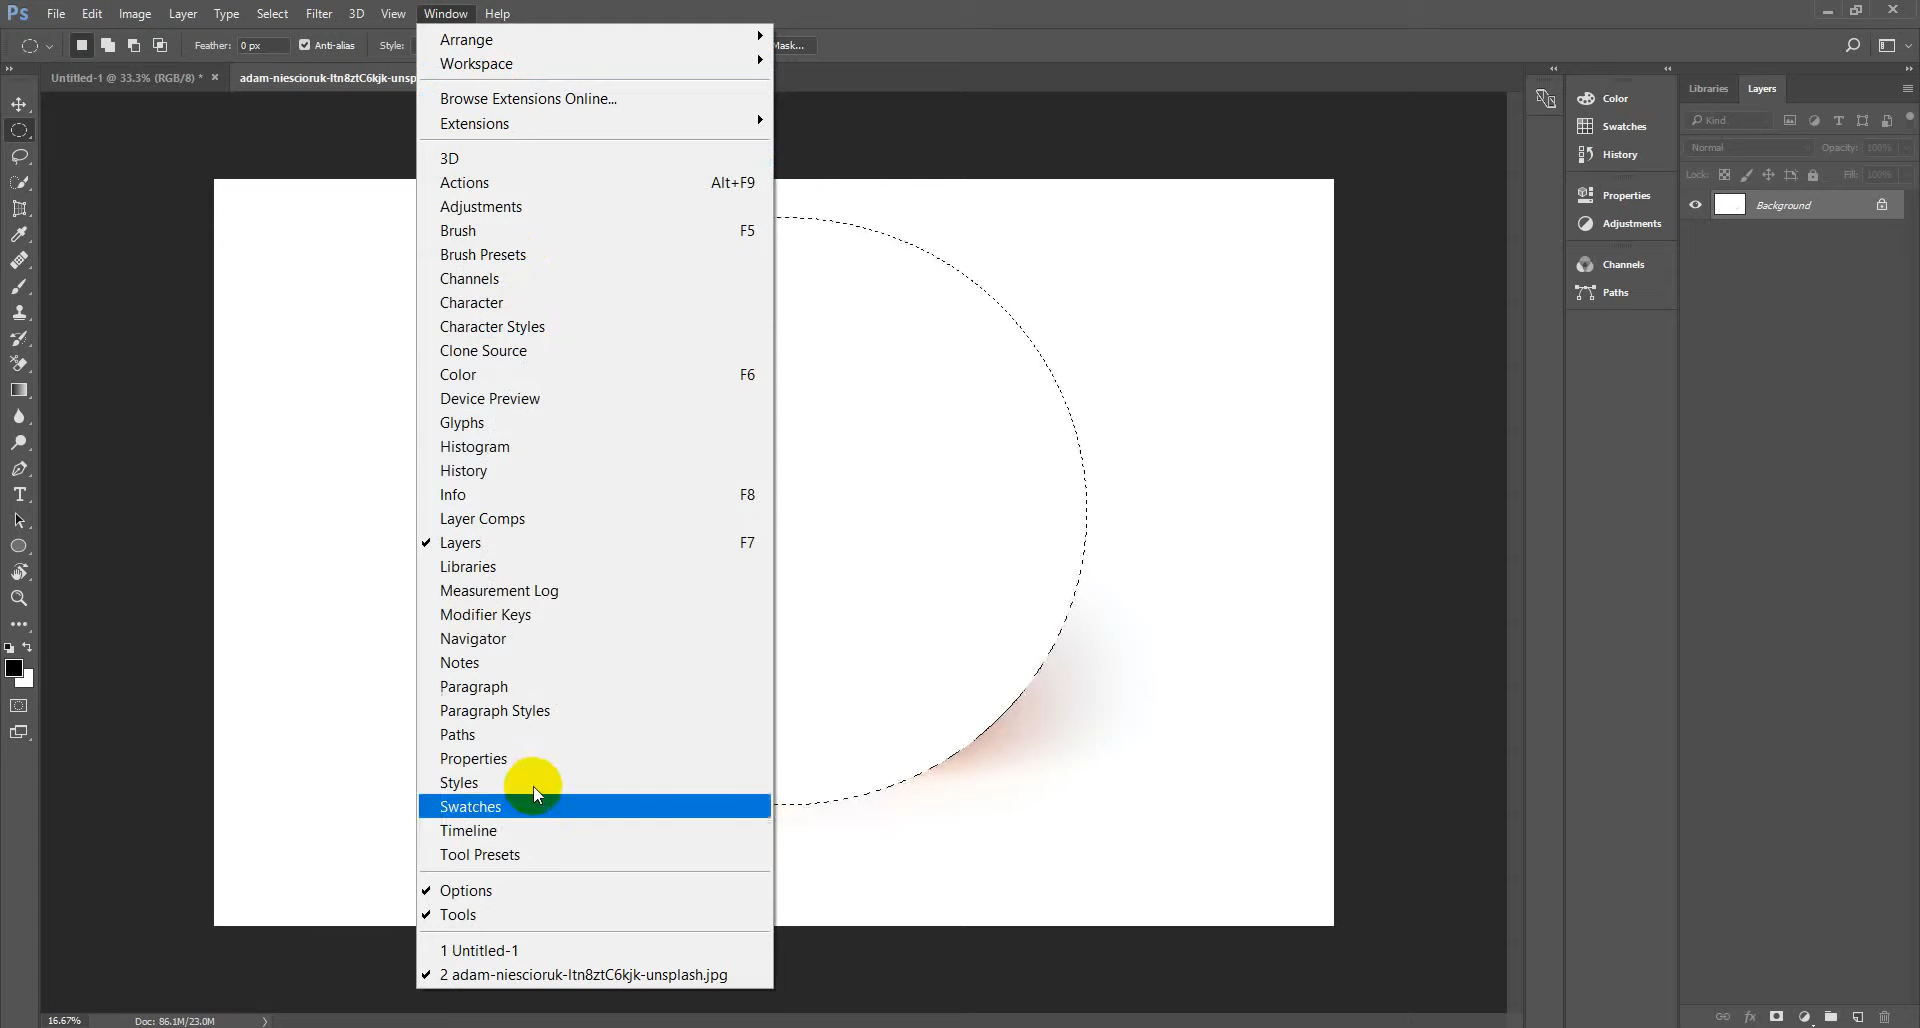 Ps File Edit Image Layer Type Select Filter 3D View Window Help
Feather: 0 px Anti-alias Style: Mask...
Untitled-1 @ 33.3% (RGB/8) * × adam-niescioruk-ltn8ztC6kjk-unsp
Arrange
Workspace
Browse Extensions Online...
Extensions
3D
Actions Alt+F9
Adjustments
Brush F5
Brush Presets
Channels
Character
Character Styles
Clone Source
Color F6
Device Preview
Glyphs
Histogram
History
Info F8
Layer Comps
Layers F7
Libraries
Measurement Log
Modifier Keys
Navigator
Notes
Paragraph
Paragraph Styles
Paths
Properties
Styles
Swatches
Timeline
Tool Presets
Options
Tools
1 Untitled-1
2 adam-niescioruk-ltn8ztC6kjk-unsplash.jpg
Color
Swatches
History
Properties
Adjustments
Channels
Paths
Libraries Layers
Kind
Normal Opacity: 100%
Lock: Fill: 100%
Background
16.67% Doc: 86.1M/23.0M